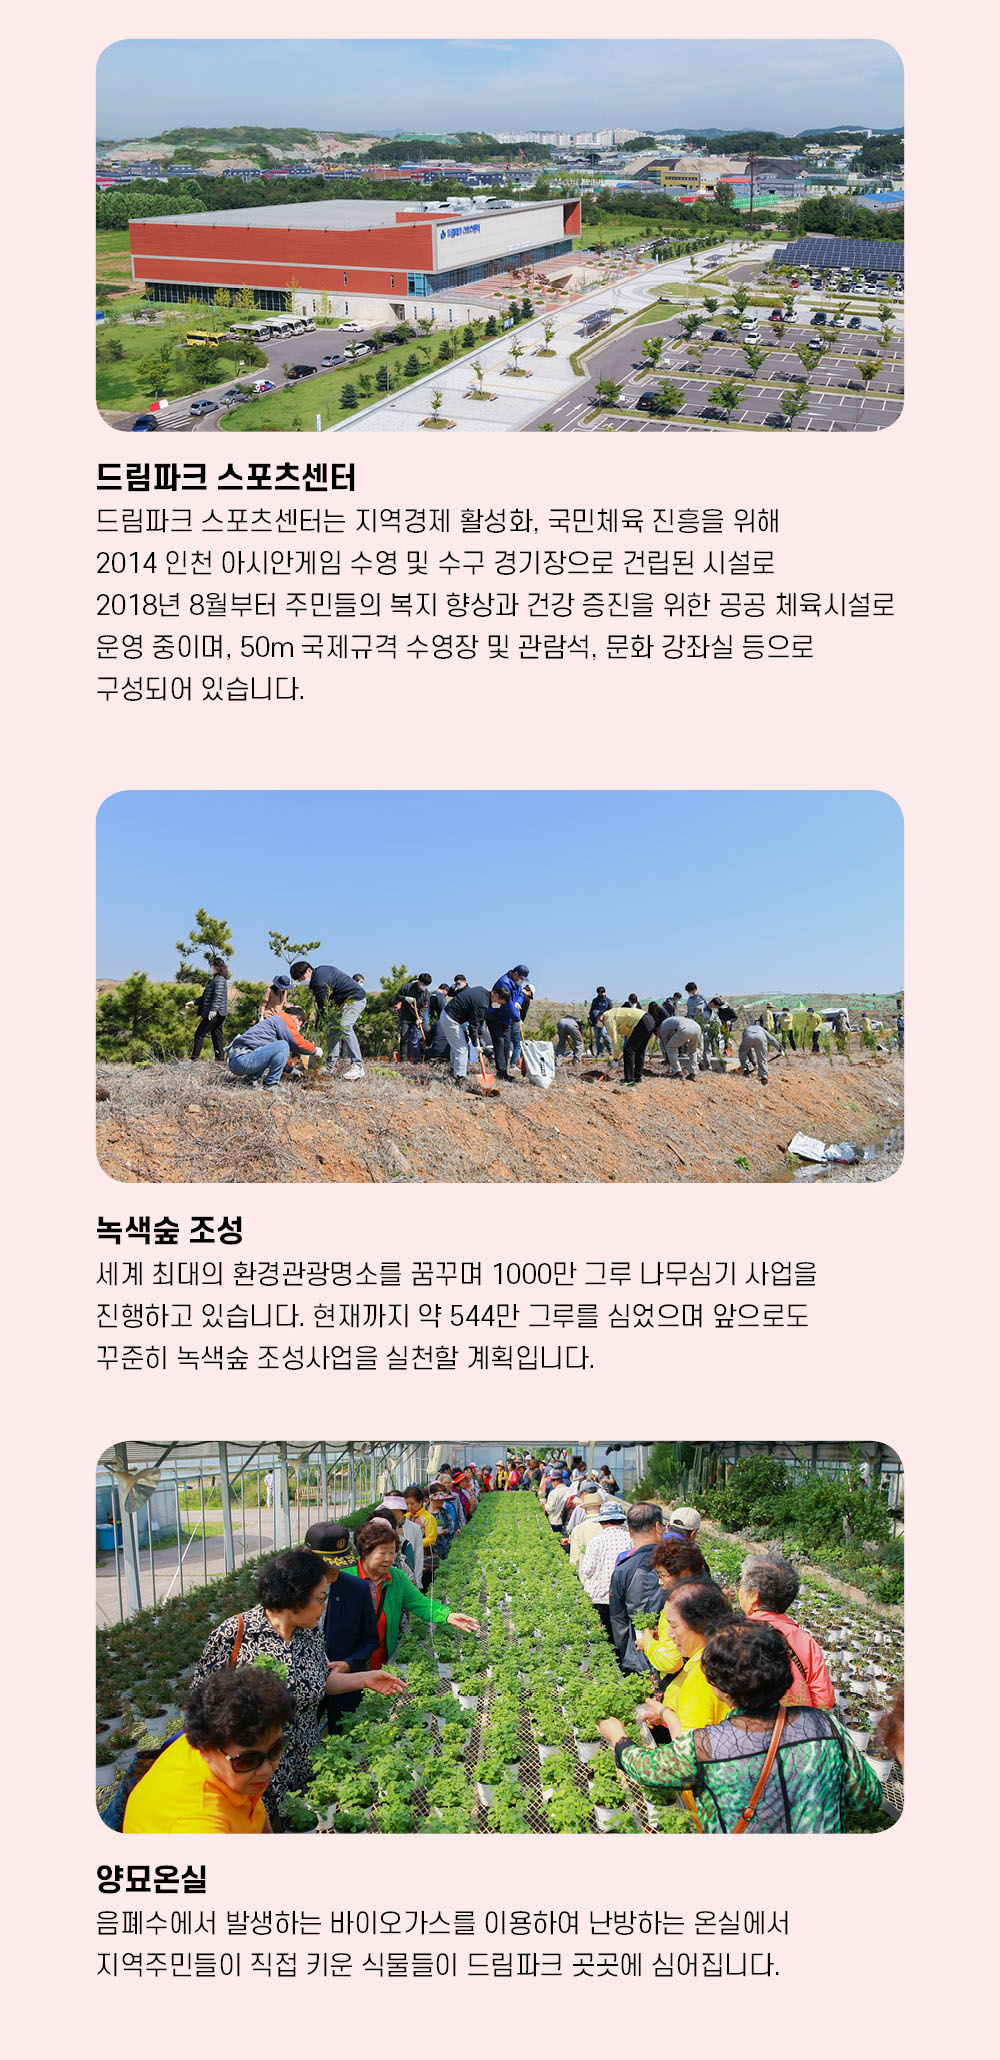 드림파크 스포츠센터
드림파크 스포츠센터는 지역경제 활성화, 국민체육 진흥을 위해
2014 인천 아시안게임 수영 및 수구 경기장으로 건립된 시설로
2018년 8월부터 주민들의 복지 향상과 건강 증진을 위한 공공 체육시설로
운영 중이며, 50m 국제규격 수영장 및 관람석, 문화 강좌실 등으로
구성되어 있습니다.
녹색숲 조성
세계 최대의 환경관광명소를 꿈꾸며 1000만 그루 나무심기 사업을
진행하고 있습니다. 현재까지 약 544만 그루를 심었으며 앞으로도
꾸준히 녹색숲 조성사업을 실천할 계획입니다.
양묘온실
음폐수에서 발생하는 바이오가스를 이용하여 난방하는 온실에서
지역주민들이 직접 키운 식물들이 드림파크 곳곳에 심어집니다.